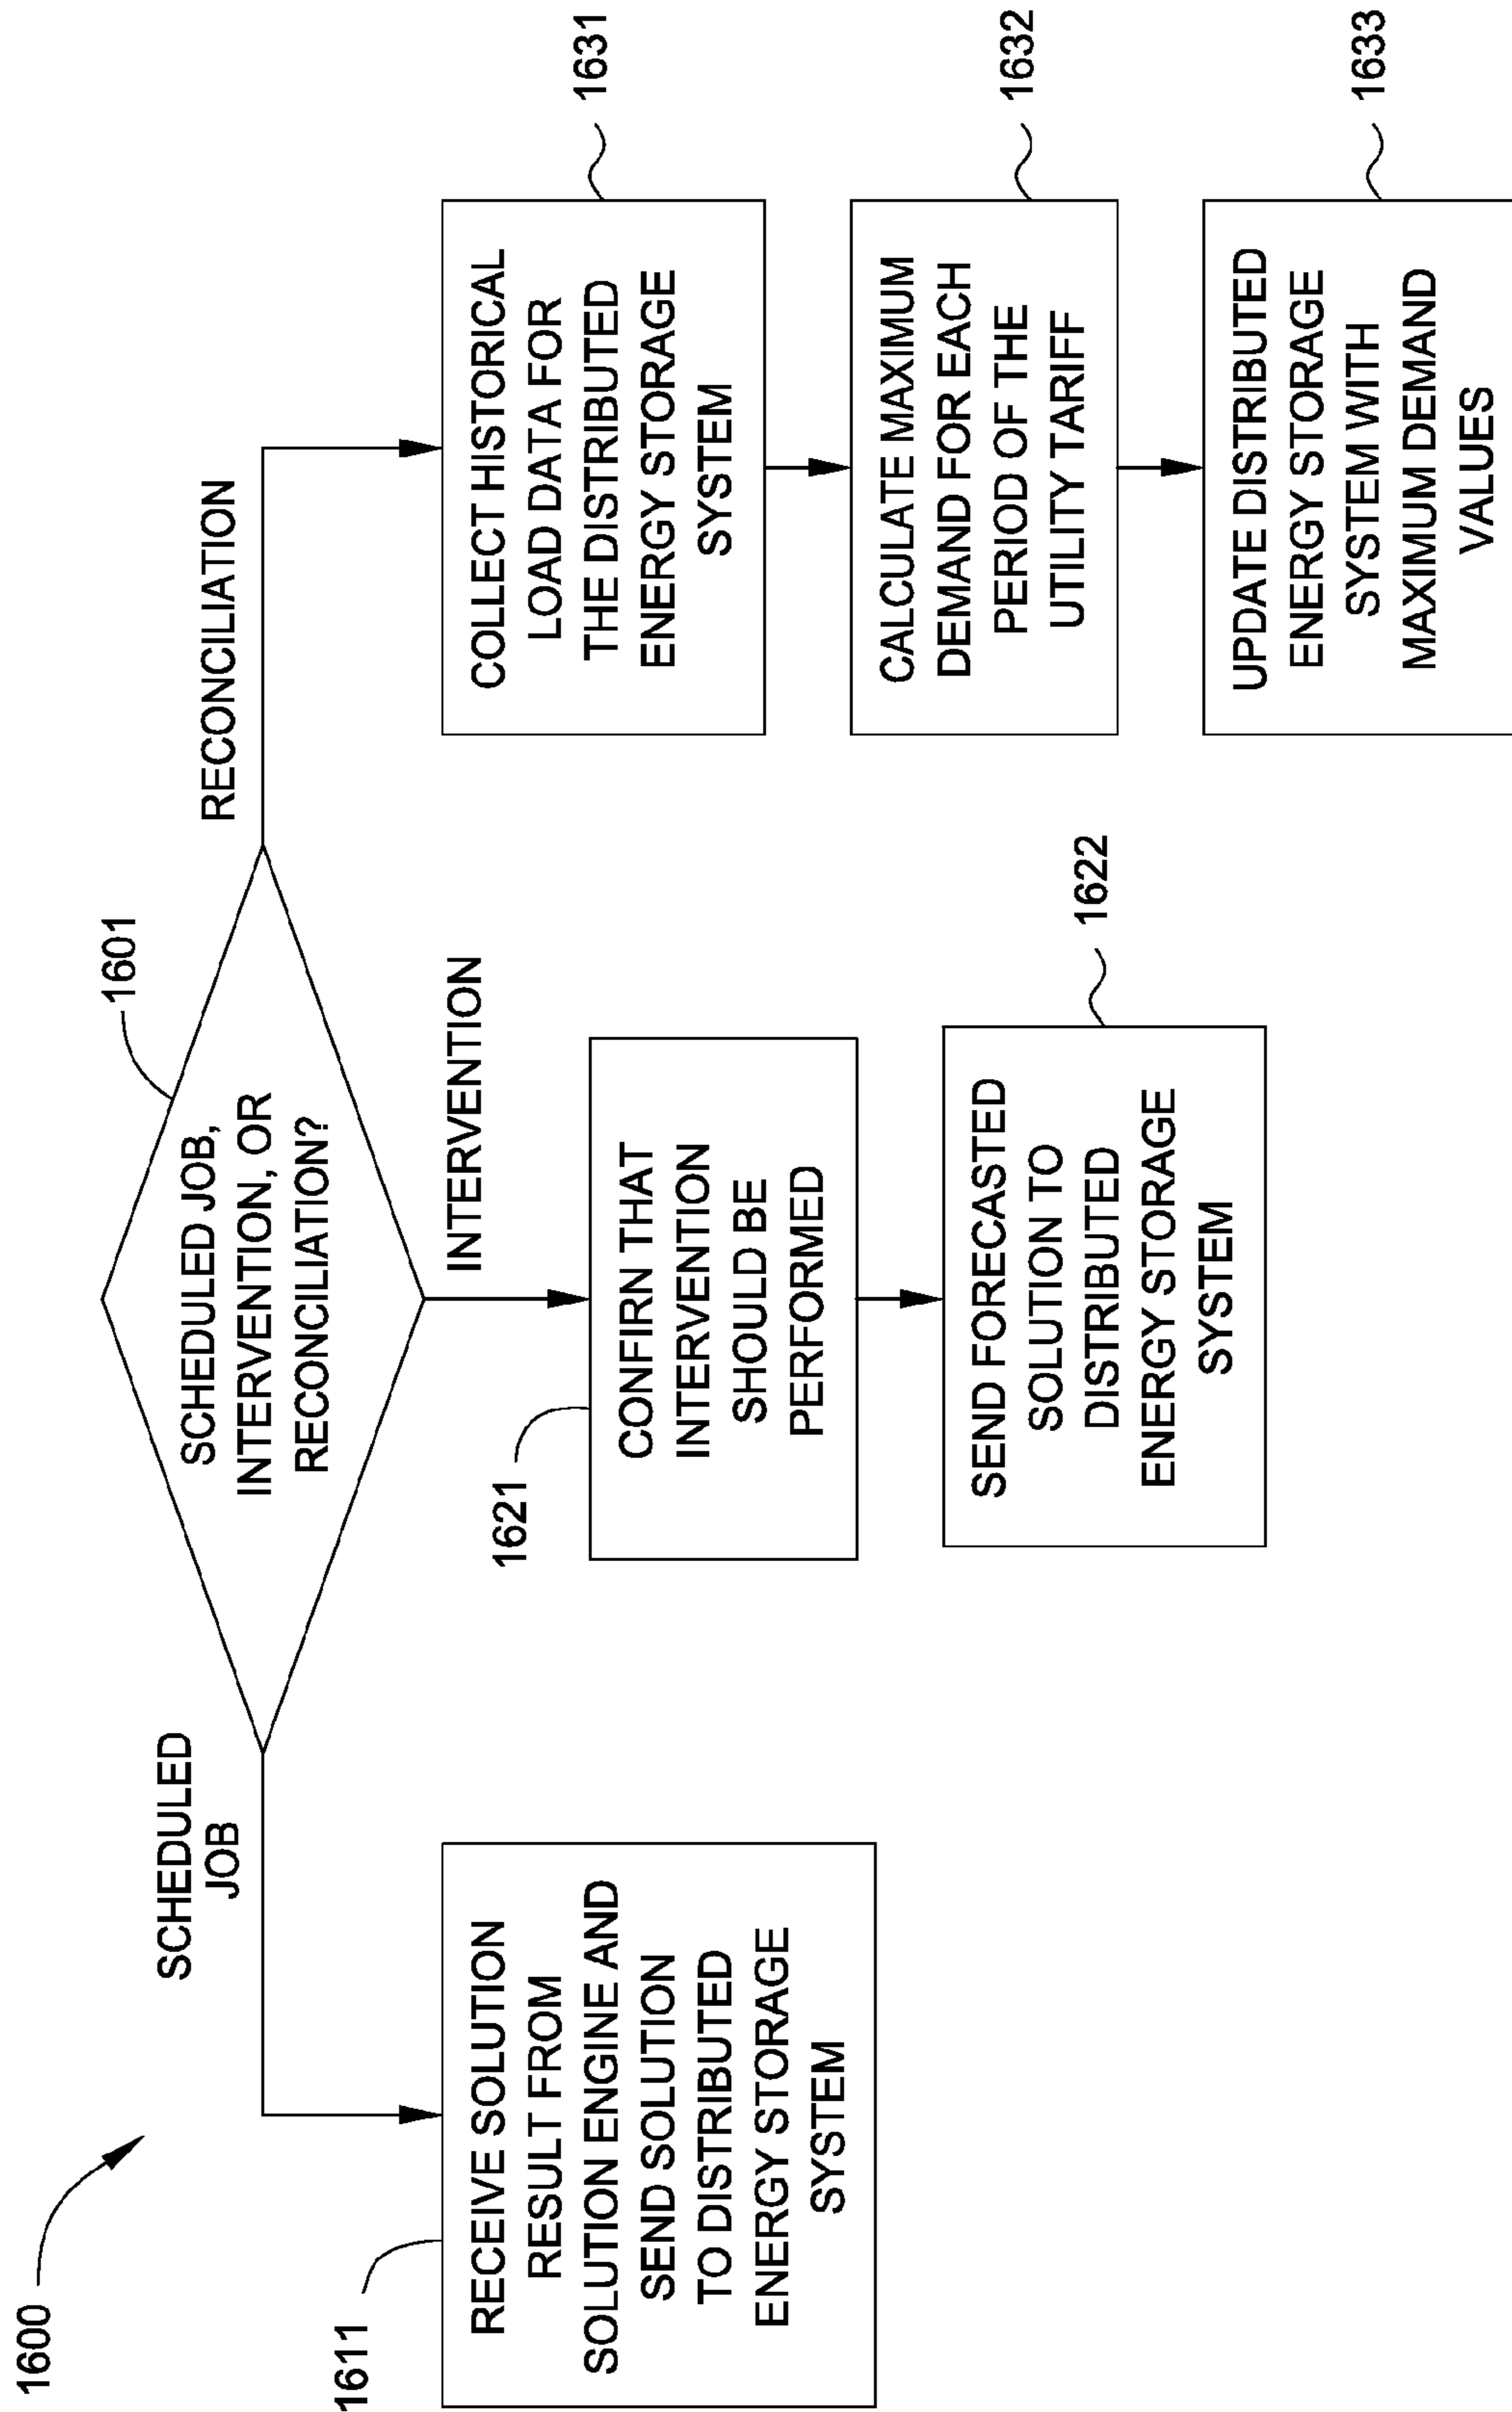 1600
1601
SCHEDULED JOB,
INTERVENTION, OR
RECONCILIATION?
SCHEDULED
JOB
1611
RECEIVE SOLUTION
RESULT FROM
SOLUTION ENGINE AND
SEND SOLUTION
TO DISTRIBUTED
ENERGY STORAGE
SYSTEM
INTERVENTION
1621
CONFIRN THAT
INTERVENTION
SHOULD BE
PERFORMED
1622
SEND FORECASTED
SOLUTION TO
DISTRIBUTED
ENERGY STORAGE
SYSTEM
RECONCILIATION
1631
COLLECT HISTORICAL
LOAD DATA FOR
THE DISTRIBUTED
ENERGY STORAGE
SYSTEM
1632
CALCULATE MAXIMUM
DEMAND FOR EACH
PERIOD OF THE
UTILITY TARIFF
1633
UPDATE DISTRIBUTED
ENERGY STORAGE
SYSTEM WITH
MAXIMUM DEMAND
VALUES